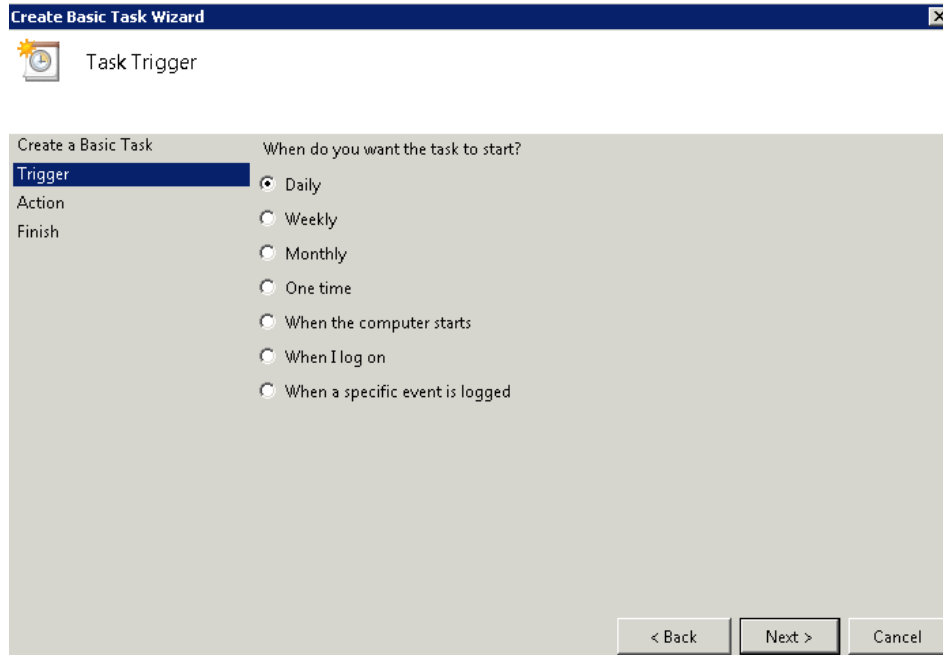 Create Basic Task Wizard
Task Trigger
Create a Basic Task
Trigger
Action
Finish
When do you want the task to start?
Daily
Weekly
Monthly
One time
When the computer starts
When I log on
When a specific event is logged
< Back
Next >
Cancel